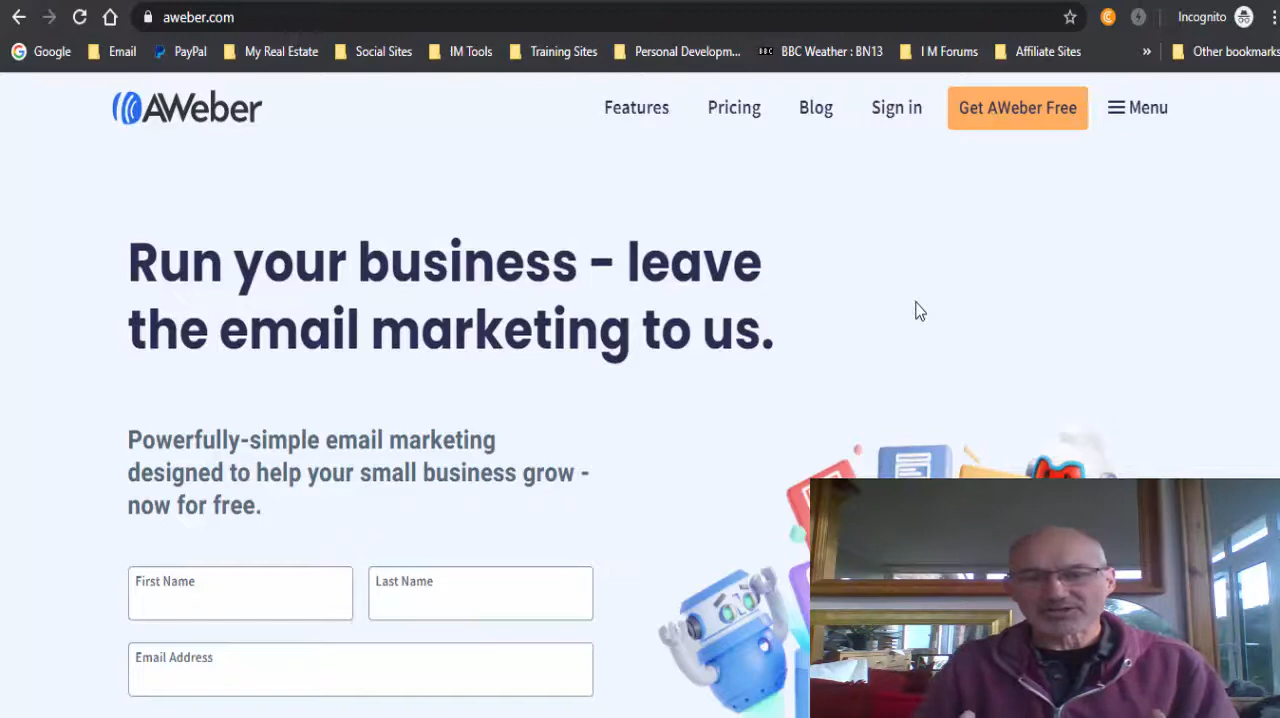 aweber.com
Incognito
Google Email PayPal My Real Estate Social Sites IM Tools Training Sites Personal Developm... BBC BBC Weather : BN13 I M Forums Affiliate Sites » Other bookmarks
AWeber Features Pricing Blog Sign in Get AWeber Free Menu
Run your business - leave
the email marketing to us.
Powerfully-simple email marketing
designed to help your small business grow -
now for free.
First Name Last Name
Email Address